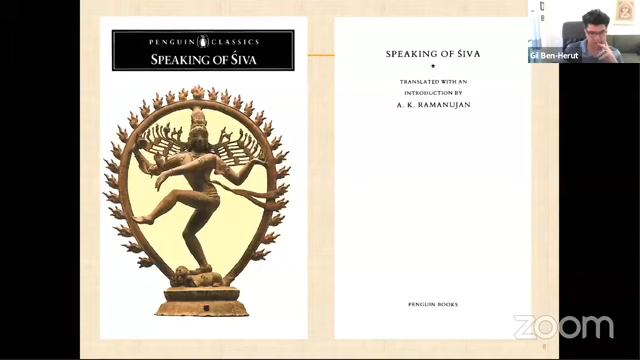 PENGUIN CLASSICS
SPEAKING OF ŚIVA
SPEAKING OF ŚIVA
TRANSLATED WITH AN
INTRODUCTION BY
A. K. RAMANUJAN
PENGUIN BOOKS
Gil Ben-Herut
zoom